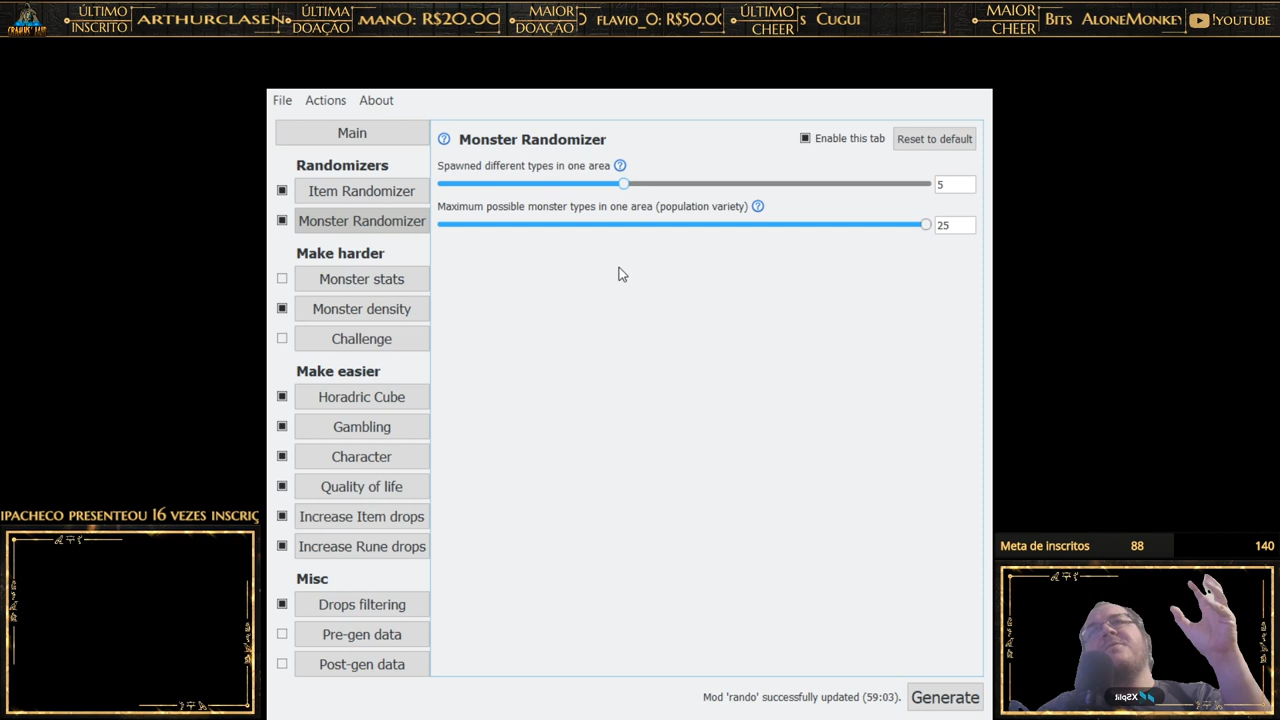 ÚLTIMO INSCRITO
ARTHURCLASEN
ÚLTIMA DOAÇÃO
MANO: R$20.00
MAIOR DOAÇÃO
FLAVIO_O: R$50.00
ÚLTIMO CHEER
S CUGUI
MAIOR CHEER
BITS ALONEMONKEY
!YOUTUBE
File Actions About
Main
Monster Randomizer
Enable this tab
Reset to default
Spawned different types in one area
5
Maximum possible monster types in one area (population variety)
25
Randomizers
Item Randomizer
Monster Randomizer
Make harder
Monster stats
Monster density
Challenge
Make easier
Horadric Cube
Gambling
Character
Quality of life
Increase Item drops
Increase Rune drops
Misc
Drops filtering
Pre-gen data
Post-gen data
Mod 'rando' successfully updated (59:03).
Generate
IPACHECO PRESENTEOU 16 VEZES INSCRIÇ
Meta de inscritos 88 140
XSplit